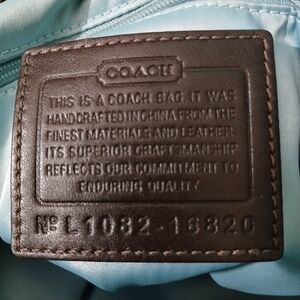 COACH
THIS IS A COACH BAG. IT WAS
HANDCRAFTED IN CHINA FROM THE
FINEST MATERIALS AND LEATHER.
ITS SUPERIOR CRAFTSMANSHIP
REFLECTS OUR COMMITMENT TO
ENDURING QUALITY.
Nº L1082-16820